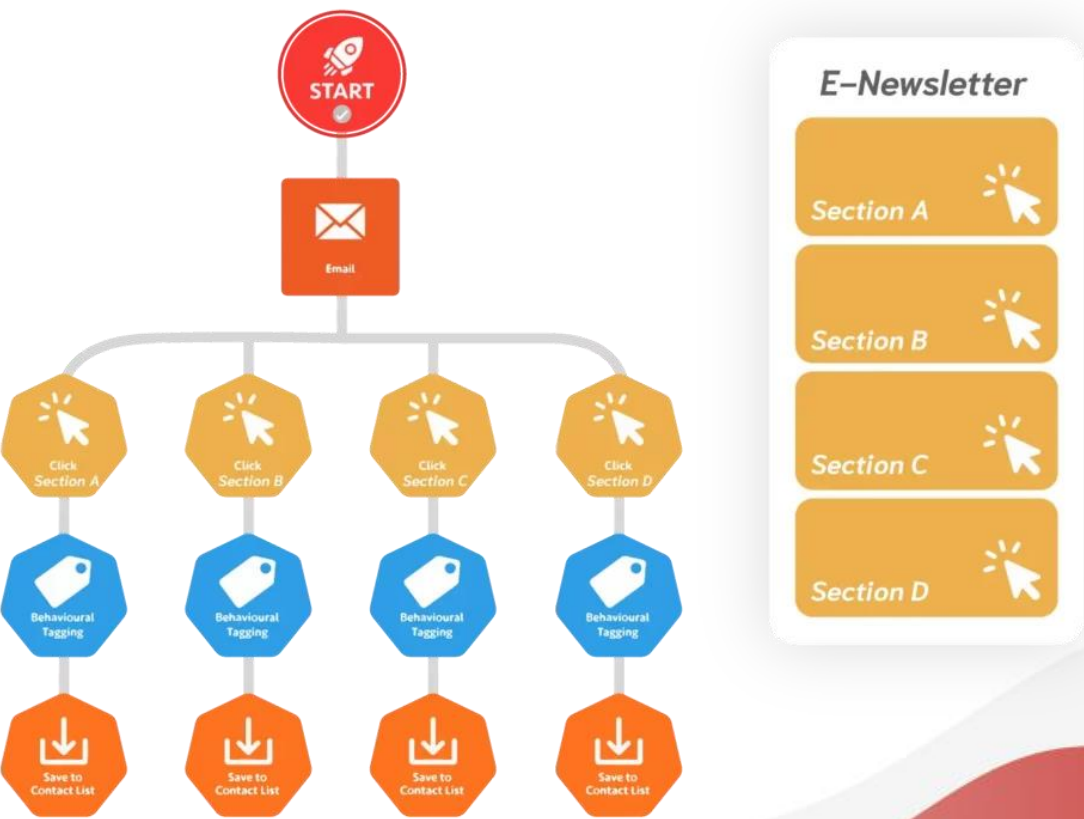 START
Email
Click
Section A
Click
Section B
Click
Section C
Click
Section D
Behavioural
Tagging
Behavioural
Tagging
Behavioural
Tagging
Behavioural
Tagging
Save to
Contact List
Save to
Contact List
Save to
Contact List
Save to
Contact List
E-Newsletter
Section A
Section B
Section C
Section D